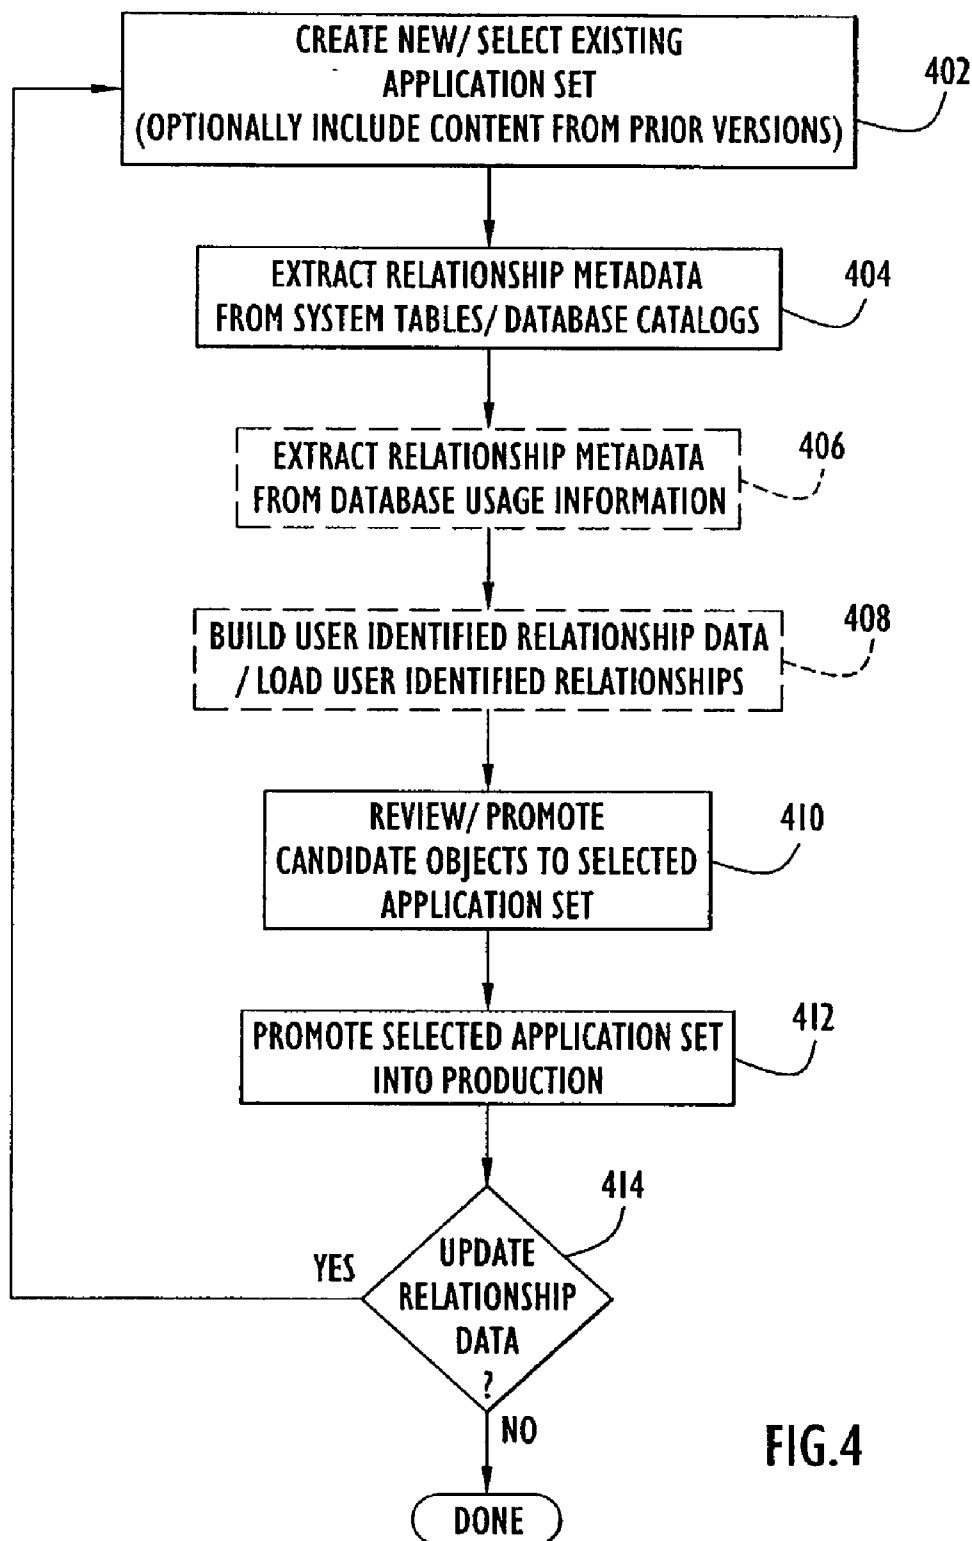 CREATE NEW/ SELECT EXISTING
APPLICATION SET
(OPTIONALLY INCLUDE CONTENT FROM PRIOR VERSIONS)
402
EXTRACT RELATIONSHIP METADATA
FROM SYSTEM TABLES/ DATABASE CATALOGS
404
EXTRACT RELATIONSHIP METADATA
FROM DATABASE USAGE INFORMATION
406
BUILD USER IDENTIFIED RELATIONSHIP DATA
/ LOAD USER IDENTIFIED RELATIONSHIPS
408
REVIEW/ PROMOTE
CANDIDATE OBJECTS TO SELECTED
APPLICATION SET
410
PROMOTE SELECTED APPLICATION SET
INTO PRODUCTION
412
414
YES
UPDATE
RELATIONSHIP
DATA
?
NO
FIG.4
DONE